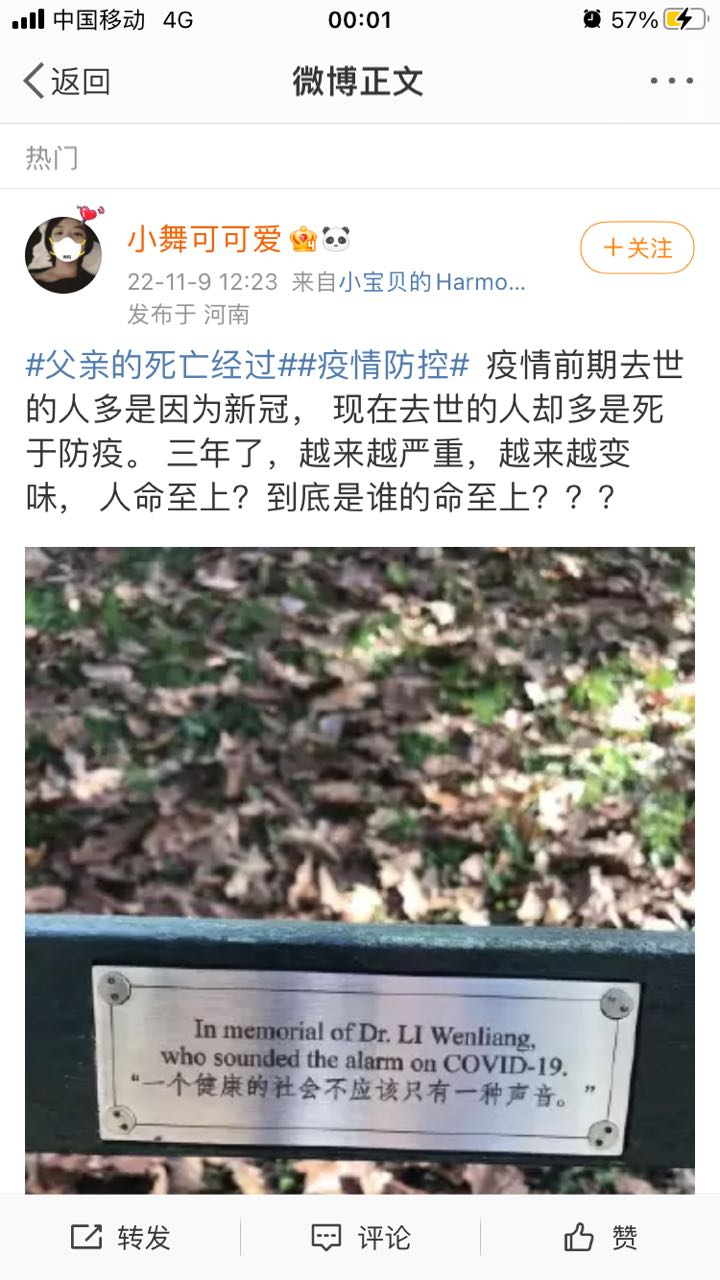 中国移动 4G 00:01 57%
返回 微博正文
热门
小舞可可爱
+关注
22-11-9 12:23 来自小宝贝的Harmo...
发布于 河南
#父亲的死亡经过##疫情防控# 疫情前期去世
的人多是因为新冠， 现在去世的人却多是死
于防疫。 三年了，越来越严重，越来越变
味， 人命至上？到底是谁的命至上？？？
In memorial of Dr. LI Wenliang,
who sounded the alarm on COVID-19.
“一个健康的社会不应该只有一种声音。”
转发 评论 赞